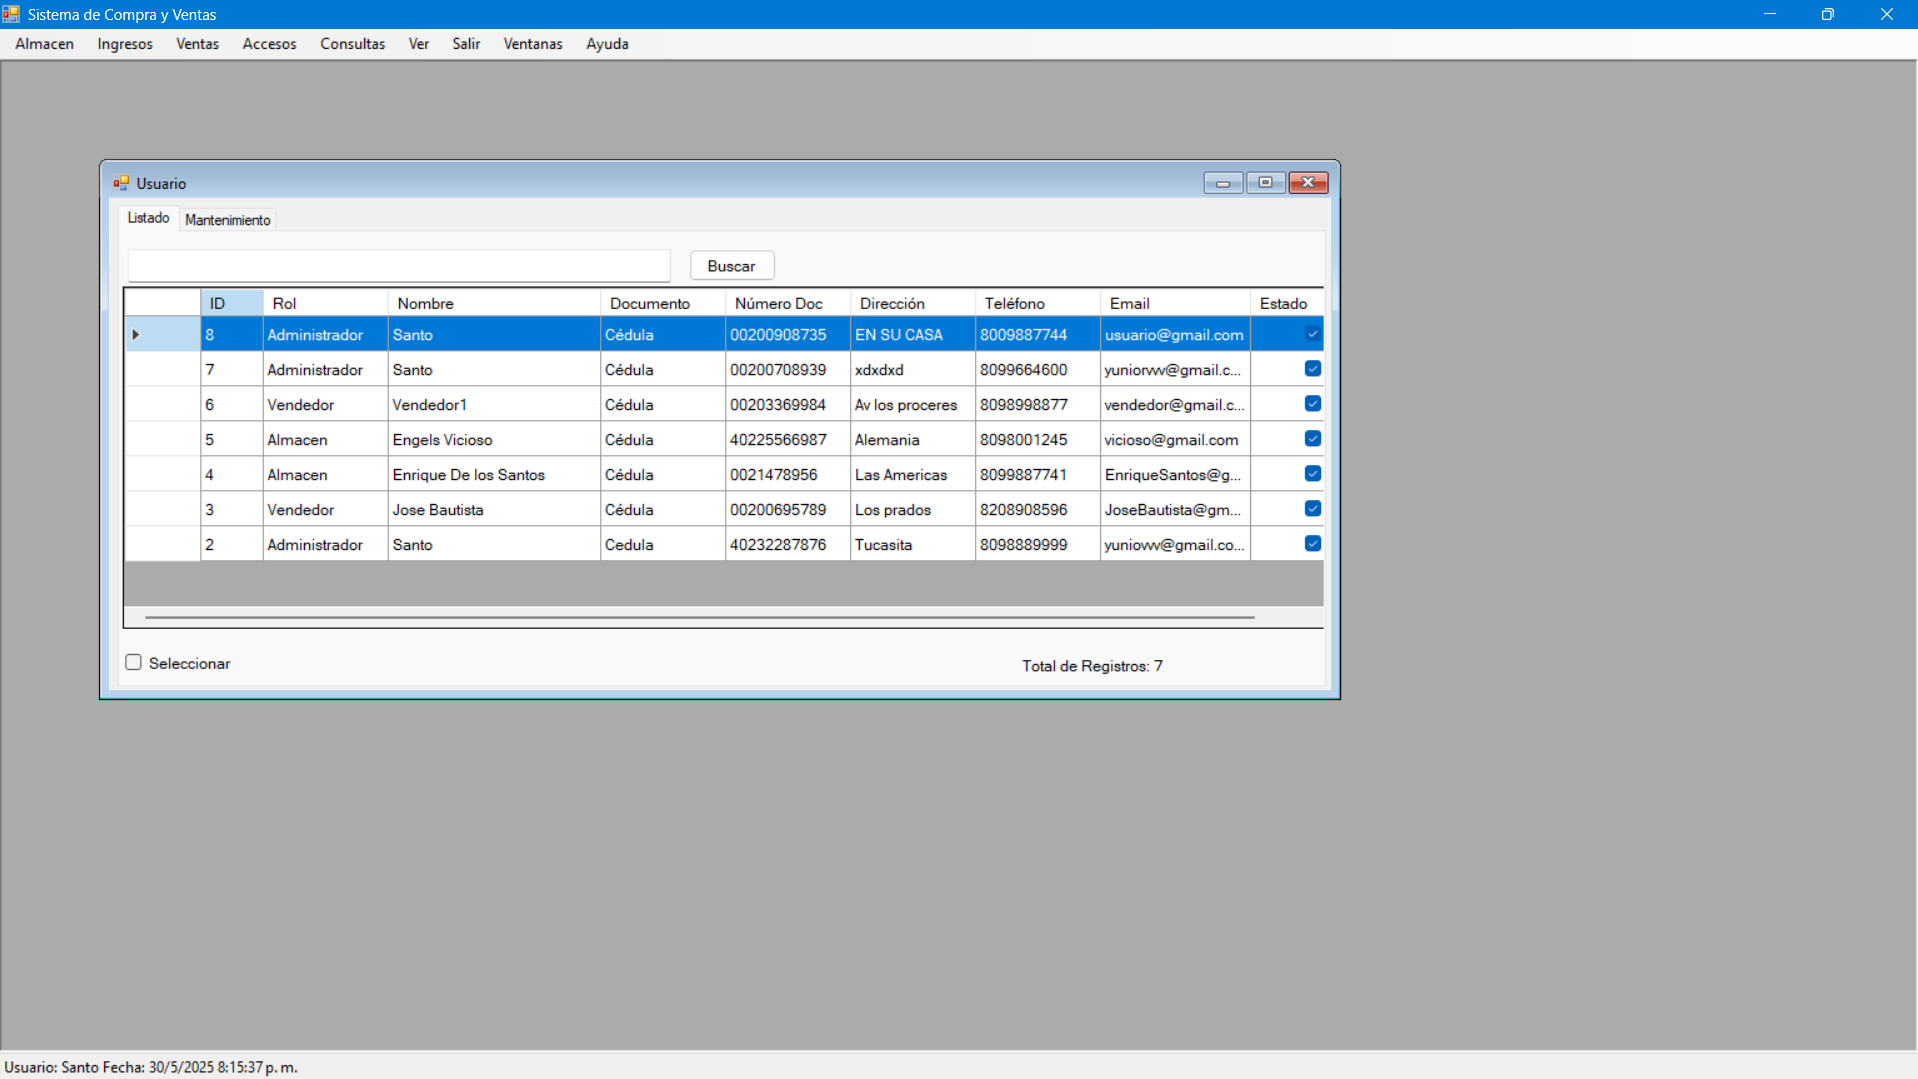 Sistema de Compra y Ventas
Almacen Ingresos Ventas Accesos Consultas Ver Salir Ventanas Ayuda
Usuario
Listado Mantenimiento
Buscar
ID Rol Nombre Documento Número Doc Dirección Teléfono Email Estado
8 Administrador Santo Cédula 00200908735 EN SU CASA 8009887744 usuario@gmail.com
7 Administrador Santo Cédula 00200708939 xdxdxd 8099664600 yuniorvvv@gmail.c...
6 Vendedor Vendedor1 Cédula 00203369984 Av los proceres 8098998877 vendedor@gmail.c...
5 Almacen Engels Vicioso Cédula 40225566987 Alemania 8098001245 vicioso@gmail.com
4 Almacen Enrique De los Santos Cédula 0021478956 Las Americas 8099887741 EnriqueSantos@g...
3 Vendedor Jose Bautista Cédula 00200695789 Los prados 8208908596 JoseBautista@gm...
2 Administrador Santo Cedula 40232287876 Tucasita 8098889999 yuniovvv@gmail.co...
Seleccionar Total de Registros: 7
Usuario: Santo Fecha: 30/5/2025 8:15:37 p. m.